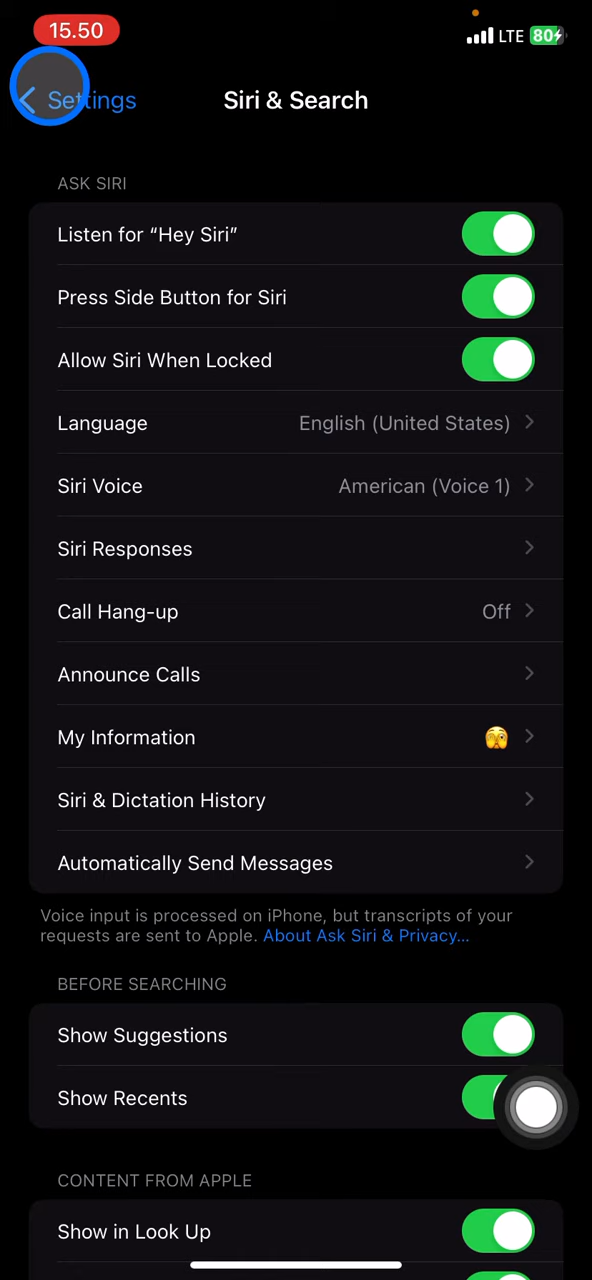 15.50
LTE 80
Settings
Siri & Search
ASK SIRI
Listen for “Hey Siri”
Press Side Button for Siri
Allow Siri When Locked
Language English (United States)
Siri Voice American (Voice 1)
Siri Responses
Call Hang-up Off
Announce Calls
My Information 🫣
Siri & Dictation History
Automatically Send Messages
Voice input is processed on iPhone, but transcripts of your
requests are sent to Apple. About Ask Siri & Privacy...
BEFORE SEARCHING
Show Suggestions
Show Recents
CONTENT FROM APPLE
Show in Look Up